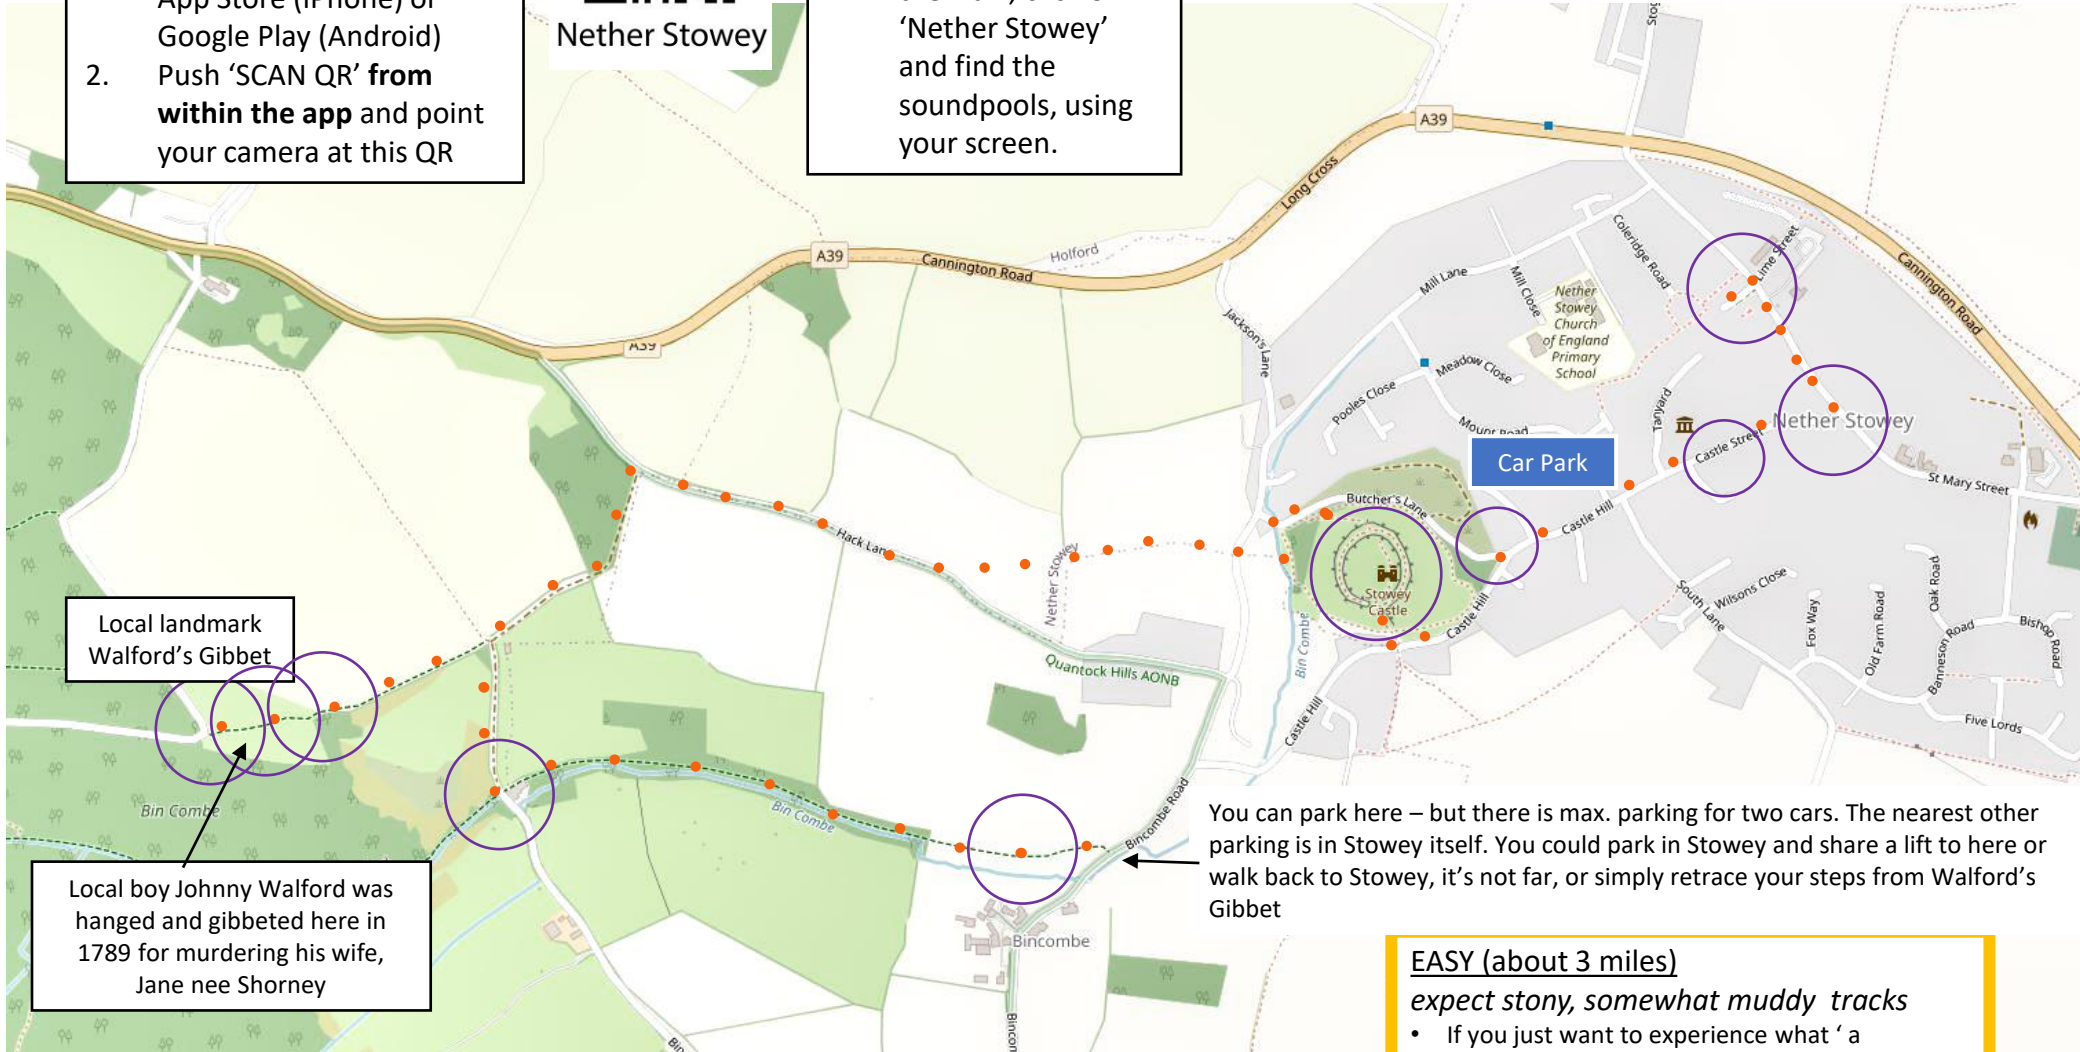 App Store (iPhone) or
Google Play (Android)
2. Push ‘SCAN QR’ from
within the app and point
your camera at this QR
Nether Stowey
‘Nether Stowey’
and find the
soundpools, using
your screen.
A39
Long Cross
A39
Holford
Cannington Road
A39
Cannington Road
Mill Lane
Mill Close
Coleridge Road
Lime Street
Nether
Stowey
Church
of England
Primary
School
Jackson's Lane
Pooles Close
Meadow Close
Mount Road
Tanyard
Castle Street
Nether Stowey
St Mary Street
Car Park
Butcher's Lane
Castle Hill
Hack Lane
Nether Stowey
Stowey
Castle
Castle Hill
South Lane
Wilsons Close
Fox Way
Old Farm Road
Oak Road
Banneson Road
Bishop Road
Five Lords
Bin Combe
Castle Hill
Quantock Hills AONB
Local landmark
Walford’s Gibbet
Bin Combe
Bin Combe
Bincombe Road
You can park here – but there is max. parking for two cars. The nearest other
parking is in Stowey itself. You could park in Stowey and share a lift to here or
walk back to Stowey, it’s not far, or simply retrace your steps from Walford’s
Gibbet
Local boy Johnny Walford was
hanged and gibbeted here in
1789 for murdering his wife,
Jane nee Shorney
Bincombe
EASY (about 3 miles)
expect stony, somewhat muddy tracks
• If you just want to experience what ‘ a